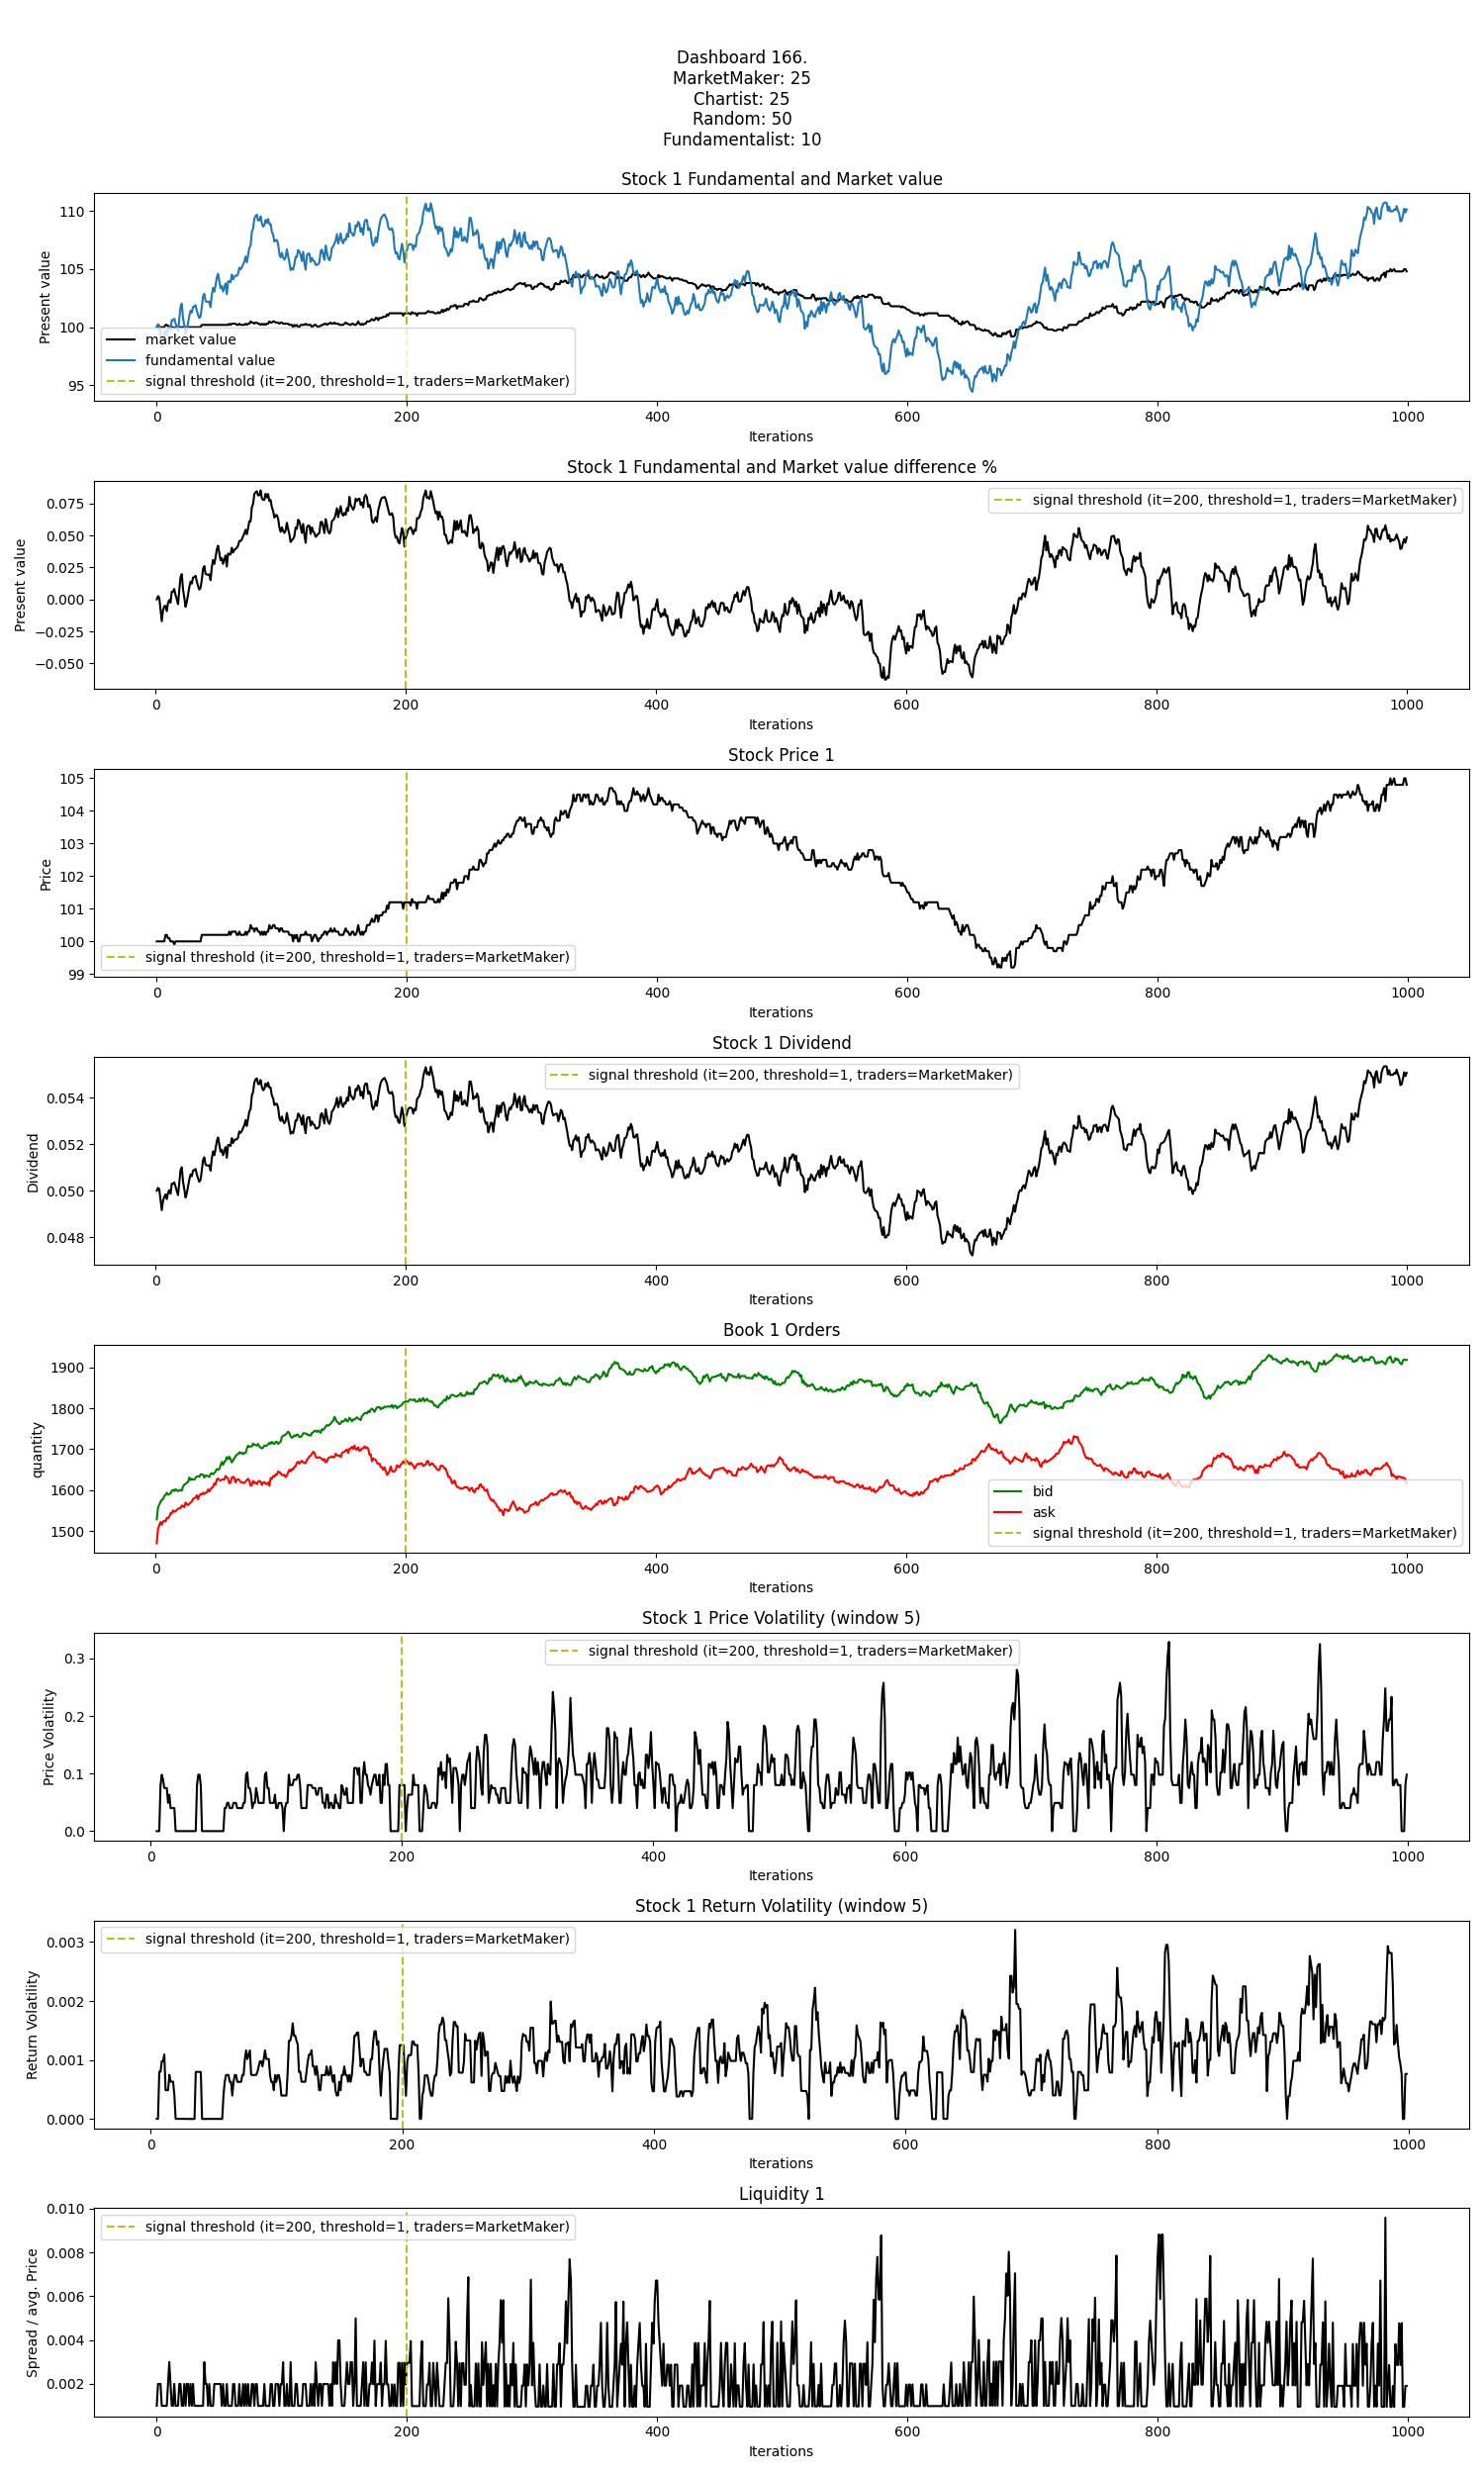 Dashboard 166.
MarketMaker: 25
Chartist: 25
Random: 50
Fundamentalist: 10
Stock 1 Fundamental and Market value
Present value
110
105
100
95
market value
fundamental value
signal threshold (it=200, threshold=1, traders=MarketMaker)
0 200 400 600 800 1000
Iterations
Stock 1 Fundamental and Market value difference %
Present value
0.075
0.050
0.025
0.000
−0.025
−0.050
signal threshold (it=200, threshold=1, traders=MarketMaker)
0 200 400 600 800 1000
Iterations
Stock Price 1
Price
105
104
103
102
101
100
99
signal threshold (it=200, threshold=1, traders=MarketMaker)
0 200 400 600 800 1000
Iterations
Stock 1 Dividend
Dividend
0.054
0.052
0.050
0.048
signal threshold (it=200, threshold=1, traders=MarketMaker)
0 200 400 600 800 1000
Iterations
Book 1 Orders
quantity
1900
1800
1700
1600
1500
bid
ask
signal threshold (it=200, threshold=1, traders=MarketMaker)
0 200 400 600 800 1000
Iterations
Stock 1 Price Volatility (window 5)
Price Volatility
0.3
0.2
0.1
0.0
signal threshold (it=200, threshold=1, traders=MarketMaker)
0 200 400 600 800 1000
Iterations
Stock 1 Return Volatility (window 5)
Return Volatility
0.003
0.002
0.001
0.000
signal threshold (it=200, threshold=1, traders=MarketMaker)
0 200 400 600 800 1000
Iterations
Liquidity 1
Spread / avg. Price
0.010
0.008
0.006
0.004
0.002
signal threshold (it=200, threshold=1, traders=MarketMaker)
0 200 400 600 800 1000
Iterations